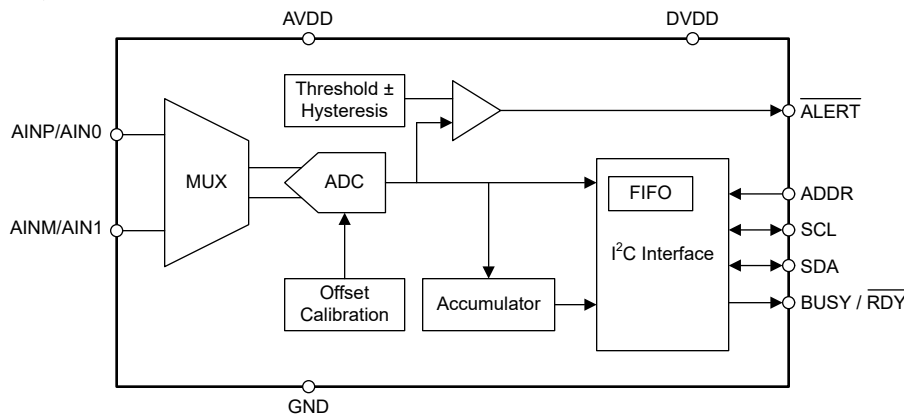 AVDD
DVDD
Threshold ±
Hysteresis
ALERT
AINP/AIN0
MUX
ADC
FIFO
ADDR
AINM/AIN1
SCL
I²C Interface
SDA
Offset
Calibration
Accumulator
BUSY / RDY
GND